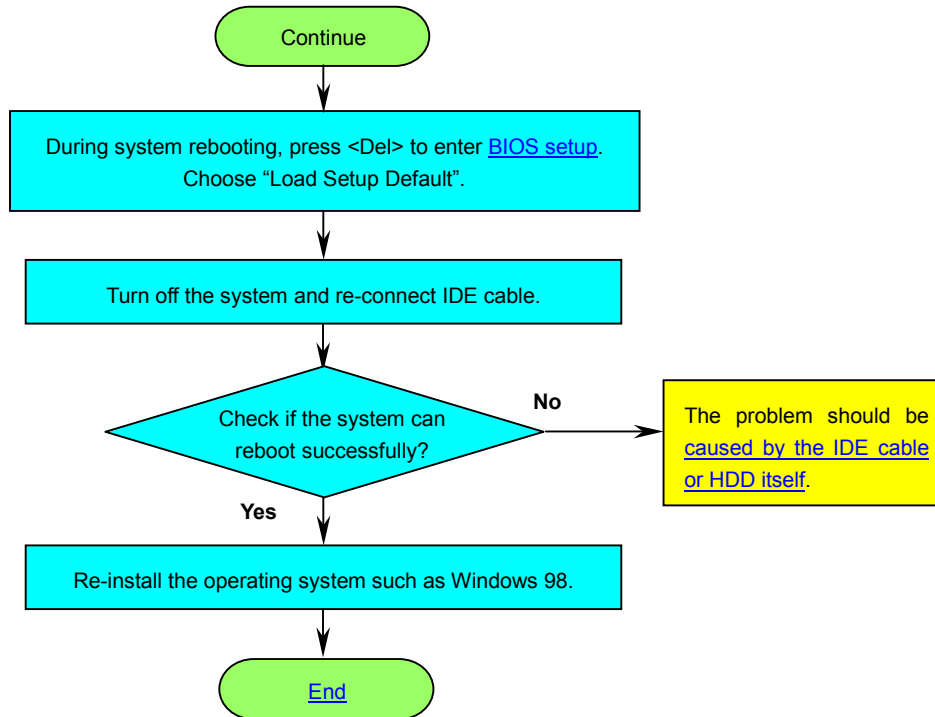 Continue
During system rebooting, press <Del> to enter BIOS setup.
Choose “Load Setup Default”.
Turn off the system and re-connect IDE cable.
Check if the system can
reboot successfully?
No
The problem should be
caused by the IDE cable
or HDD itself.
Yes
Re-install the operating system such as Windows 98.
End